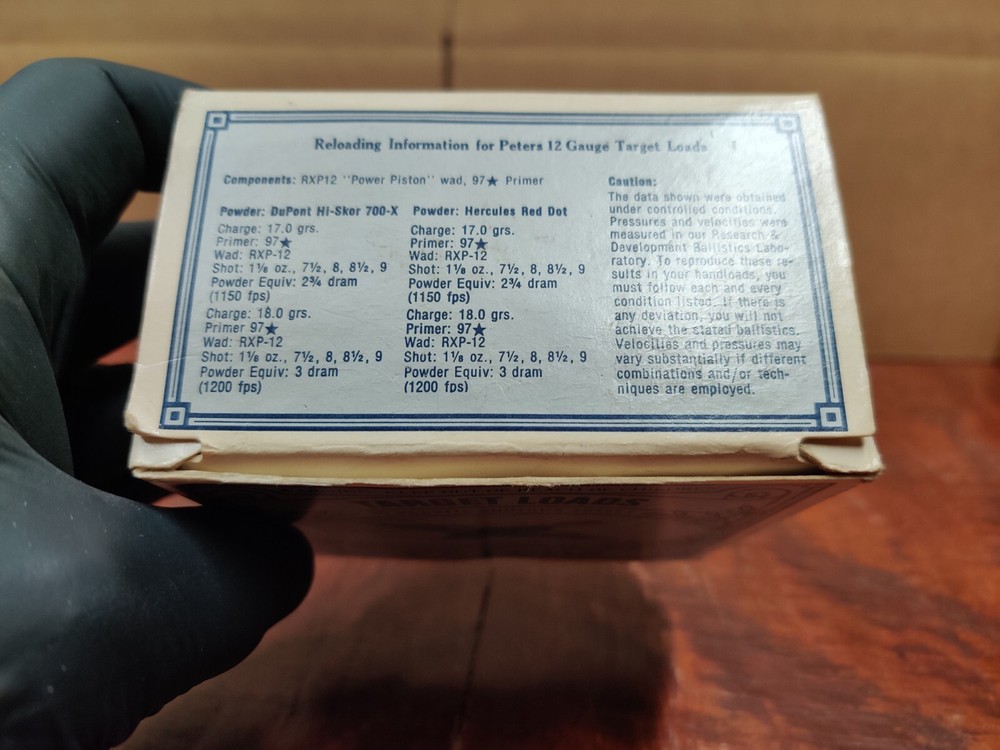 Reloading Information for Peters 12 Gauge Target Loads
Components: RXP12 "Power Piston" wad, 97★ Primer
Powder: DuPont Hi-Skor 700-X
Charge: 17.0 grs.
Primer: 97★
Wad: RXP-12
Shot: 1⅛ oz., 7½, 8, 8½, 9
Powder Equiv: 2¾ dram
(1150 fps)
Charge: 18.0 grs.
Primer 97★
Wad: RXP-12
Shot: 1⅛ oz., 7½, 8, 8½, 9
Powder Equiv: 3 dram
(1200 fps)
Powder: Hercules Red Dot
Charge: 17.0 grs.
Primer: 97★
Wad: RXP-12
Shot: 1⅛ oz., 7½, 8, 8½, 9
Powder Equiv: 2¾ dram
(1150 fps)
Charge: 18.0 grs.
Primer: 97★
Wad: RXP-12
Shot: 1⅛ oz., 7½, 8, 8½, 9
Powder Equiv: 3 dram
(1200 fps)
Caution:
The data shown were obtained
under controlled conditions.
Pressures and velocities were
measured in our Research &
Development Ballistics Labo-
ratory. To reproduce these re-
sults in your handloads, you
must follow each and every
condition listed. If there is
any deviation, you will not
achieve the stated ballistics.
Velocities and pressures may
vary substantially if different
combinations and/or tech-
niques are employed.
TARGET LOADS